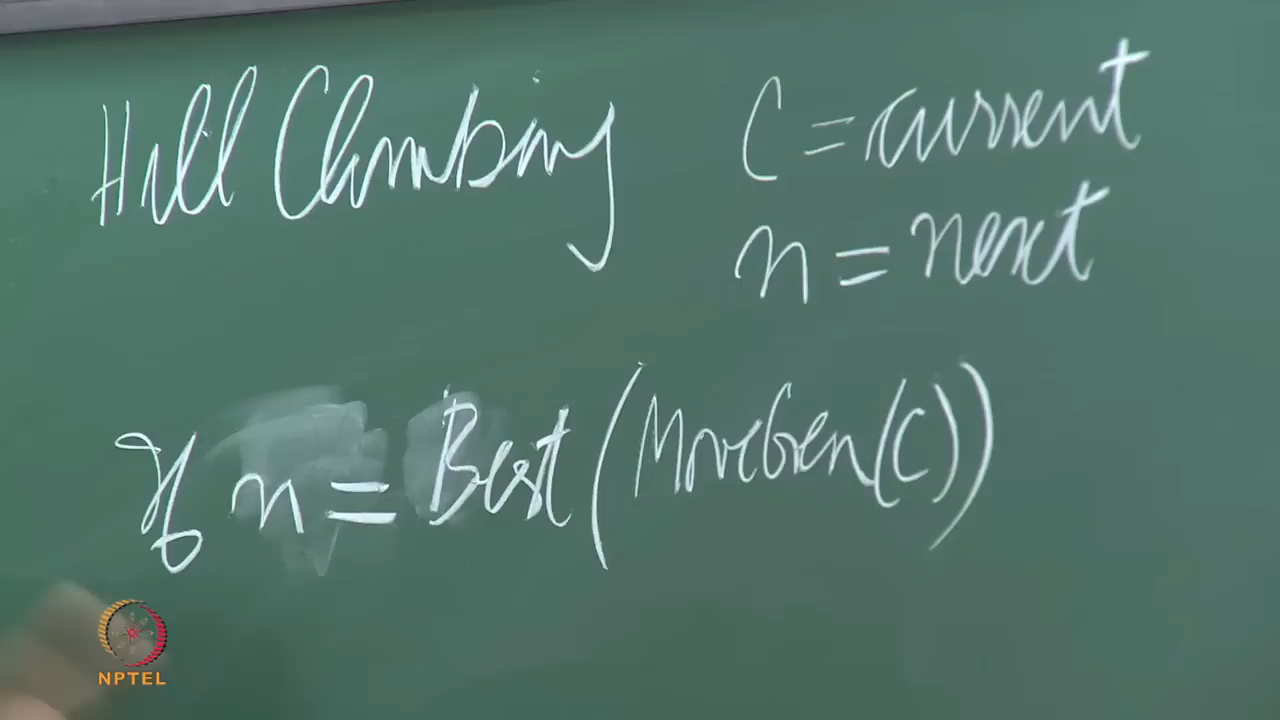 Hill Climbing
C = current
n = next
If n = Best (MoveGen(C))
NPTEL